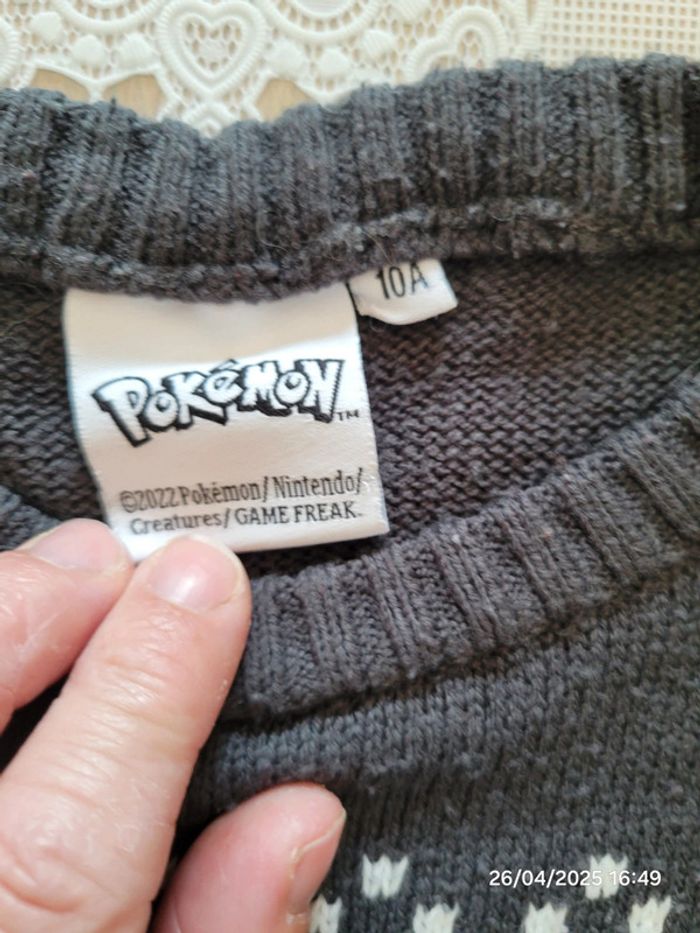 10A
POKéMON™
©2022 Pokémon/Nintendo/
Creatures/GAME FREAK
26/04/2025 16:49